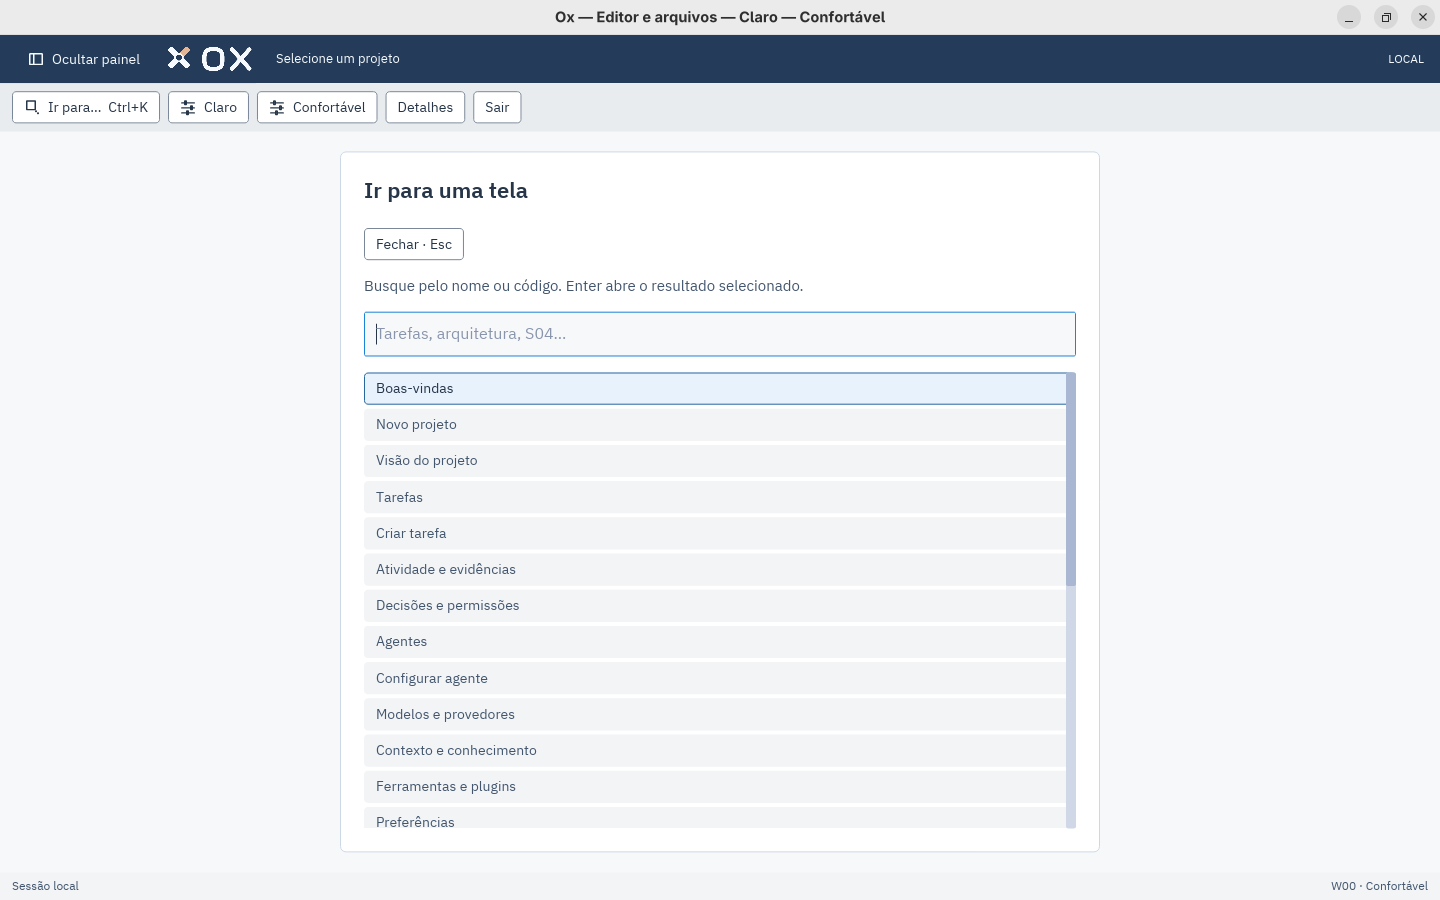 Ox — Editor e arquivos — Claro — Confortável
Ocultar painel
OX
Selecione um projeto
LOCAL
Ir para... Ctrl+K
Claro
Confortável
Detalhes
Sair
Ir para uma tela
Fechar · Esc
Busque pelo nome ou código. Enter abre o resultado selecionado.
Tarefas, arquitetura, S04...
Boas-vindas
Novo projeto
Visão do projeto
Tarefas
Criar tarefa
Atividade e evidências
Decisões e permissões
Agentes
Configurar agente
Modelos e provedores
Contexto e conhecimento
Ferramentas e plugins
Preferências
Sessão local
W00 · Confortável